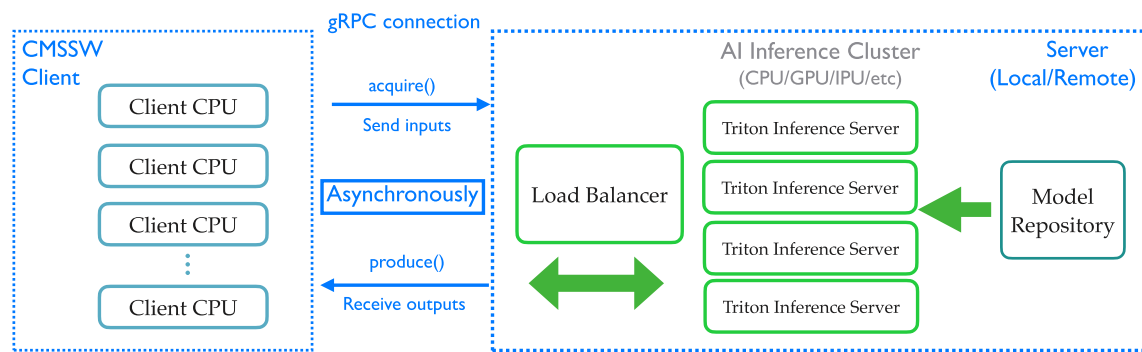 gRPC connection
CMSSW
Client
Client CPU
Client CPU
Client CPU
Client CPU
acquire()
Send inputs
Asynchronously
produce()
Receive outputs
AI Inference Cluster
(CPU/GPU/IPU/etc)
Server
(Local/Remote)
Load Balancer
Triton Inference Server
Triton Inference Server
Triton Inference Server
Triton Inference Server
Model
Repository